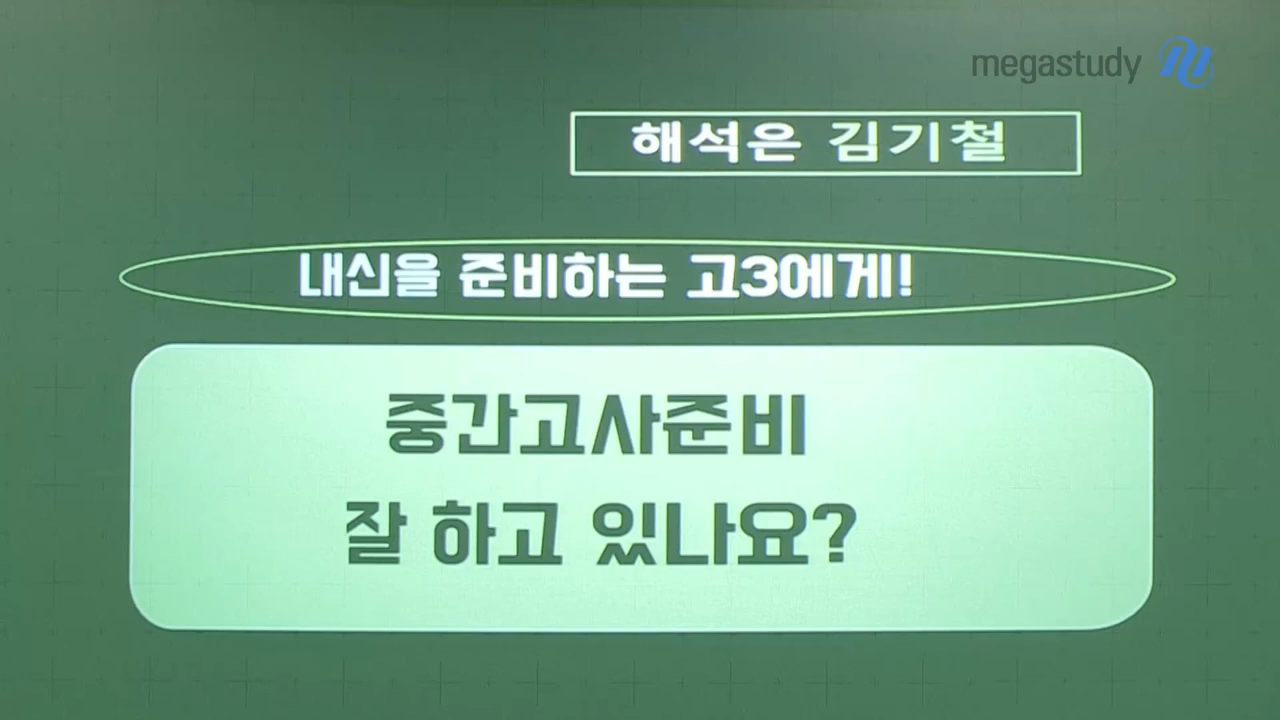 megastudy
해석은 김기철
내신을 준비하는 고3에게!
중간고사준비
잘 하고 있나요?